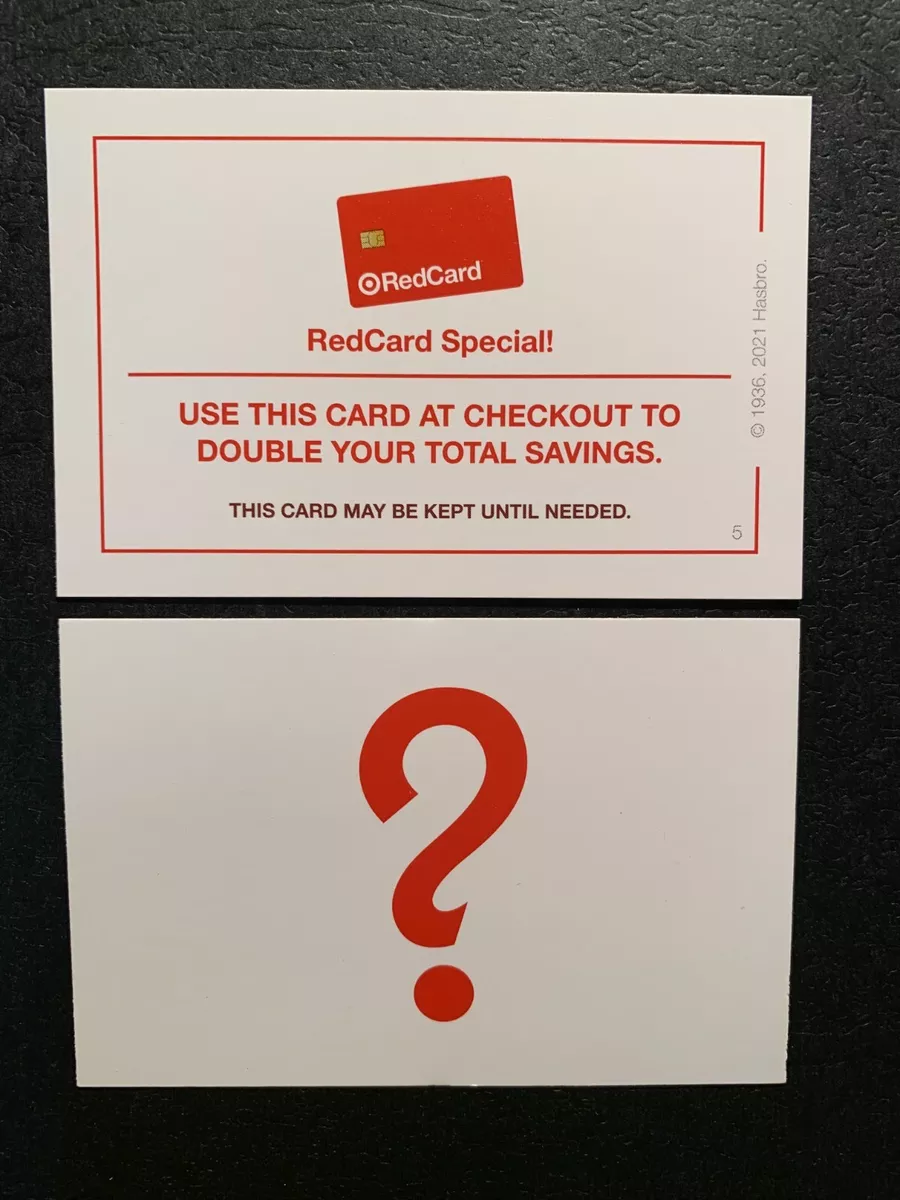 RedCard
RedCard Special!
USE THIS CARD AT CHECKOUT TO
DOUBLE YOUR TOTAL SAVINGS.
THIS CARD MAY BE KEPT UNTIL NEEDED.
5
© 1936, 2021 Hasbro.
?